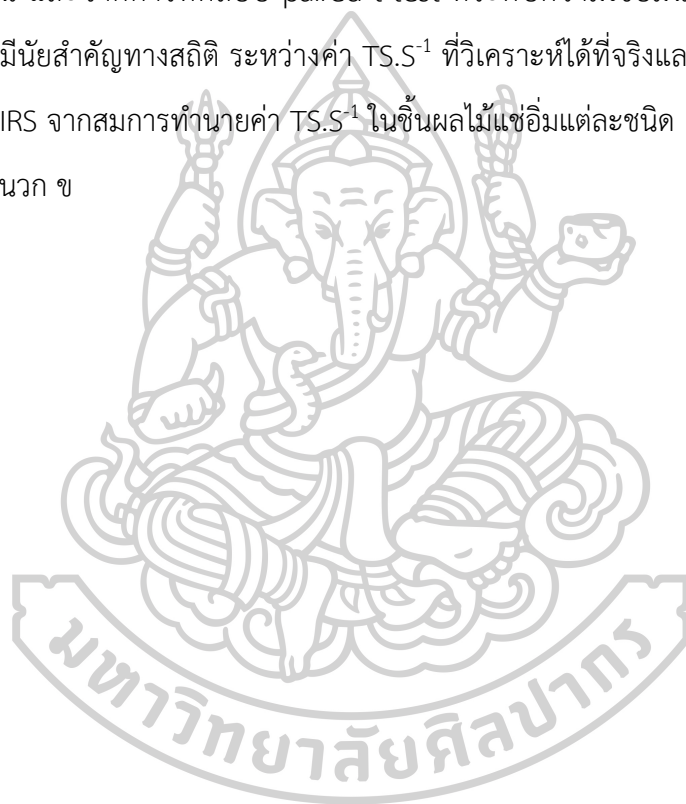 มีนัยสำคัญทางสถิติ ระหว่างค่า TS.S⁻¹ ที่วิเคราะห์ได้ที่จริงแล
IRS จากสมการทำนายค่า TS.S⁻¹ ในชิ้นผลไม้แช่อิ่มแต่ละชนิด
นวก ข
มหาวิทยาลัยศิลปากร